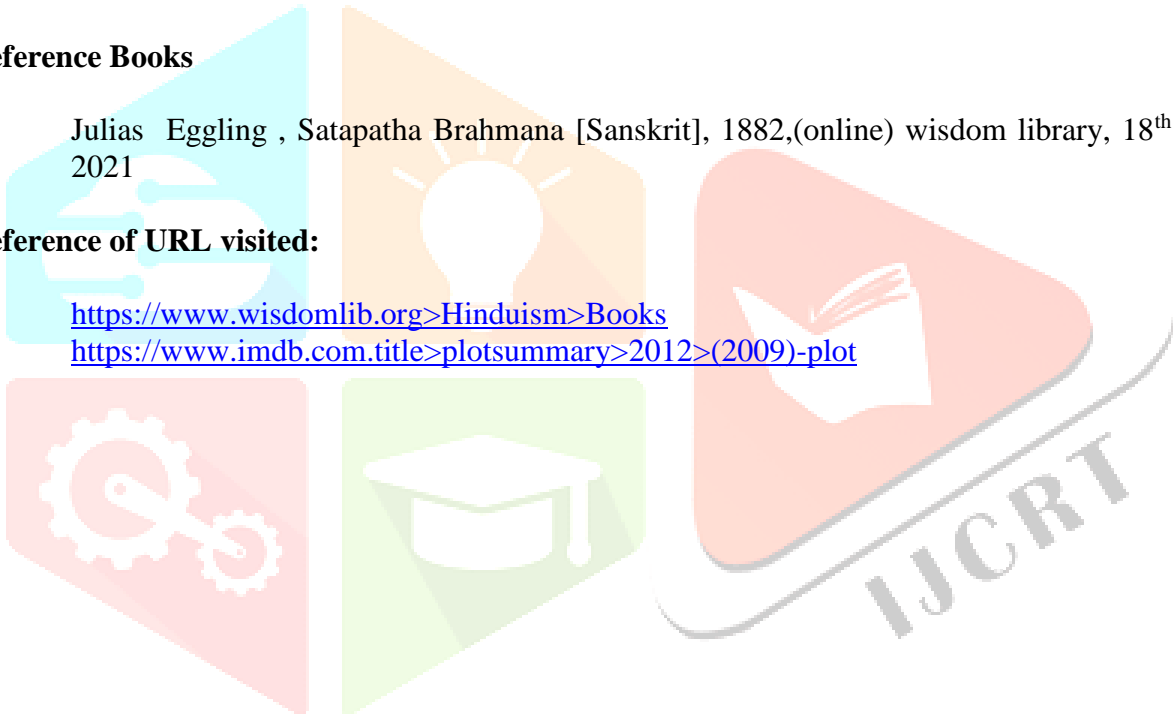 eference Books
Julias Eggling , Satapatha Brahmana [Sanskrit], 1882,(online) wisdom library, 18th
2021
eference of URL visited:
https://www.wisdomlib.org>Hinduism>Books
https://www.imdb.com.title>plotsummary>2012>(2009)-plot
IJCRT